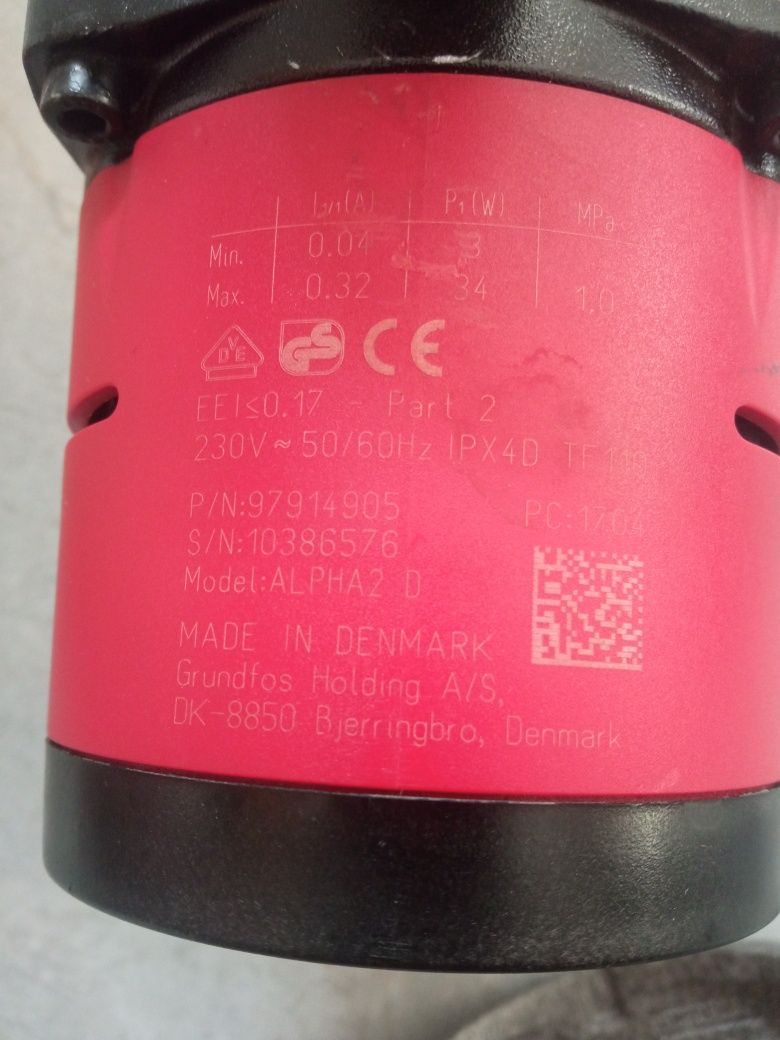 I₁/₁(A) P₁(W) MPa
Min. 0.04 3
Max. 0.32 34 1.0
VDE GS CE
EEI≤0.17 - Part 2
230V ≈ 50/60Hz IPX4D TF110
P/N:97914905 PC:1704
S/N:10386576
Model:ALPHA2 D
MADE IN DENMARK
Grundfos Holding A/S,
DK-8850 Bjerringbro, Denmark